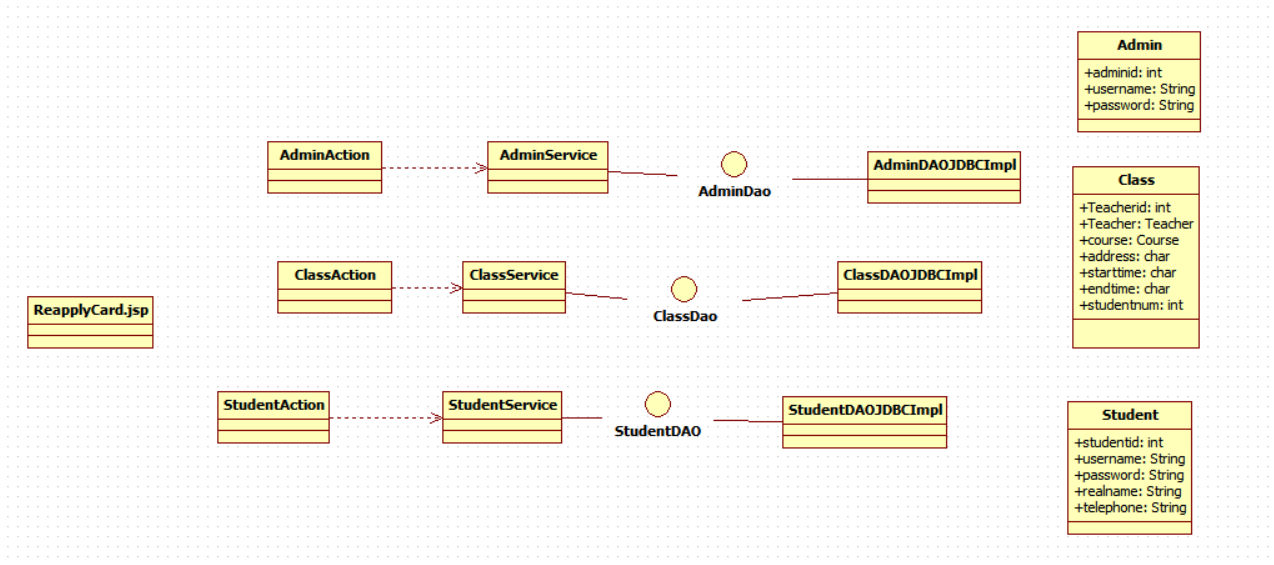 Admin
+adminid: int
+username: String
+password: String
AdminAction
AdminService
AdminDao
AdminDAOJDBCImpl
Class
+Teacherid: int
+Teacher: Teacher
+course: Course
+address: char
+starttime: char
+endtime: char
+studentnum: int
ClassAction
ClassService
ClassDao
ClassDAOJDBCImpl
ReapplyCard.jsp
StudentAction
StudentService
StudentDAO
StudentDAOJDBCImpl
Student
+studentid: int
+username: String
+password: String
+realname: String
+telephone: String